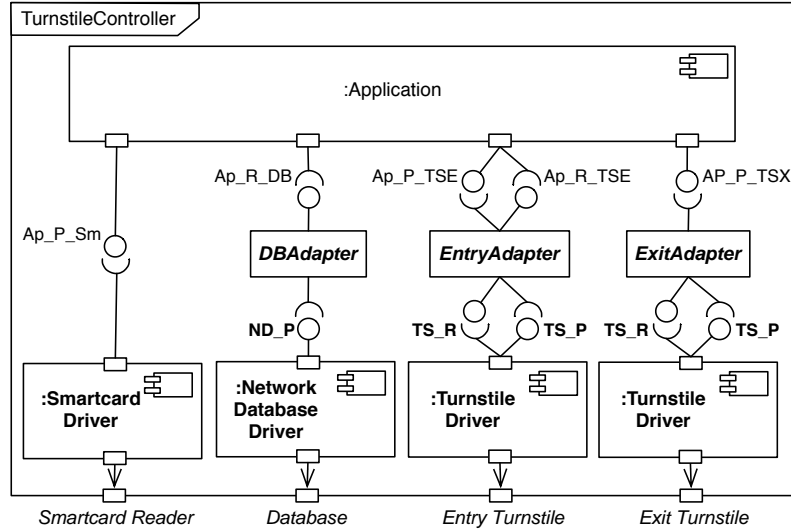 TurnstileController
:Application
Ap_R_DB
Ap_P_TSE
Ap_R_TSE
AP_P_TSX
Ap_P_Sm
DBAdapter
EntryAdapter
ExitAdapter
ND_P
TS_R
TS_P
TS_R
TS_P
:Smartcard
Driver
:Network
Database
Driver
:Turnstile
Driver
:Turnstile
Driver
Smartcard Reader
Database
Entry Turnstile
Exit Turnstile